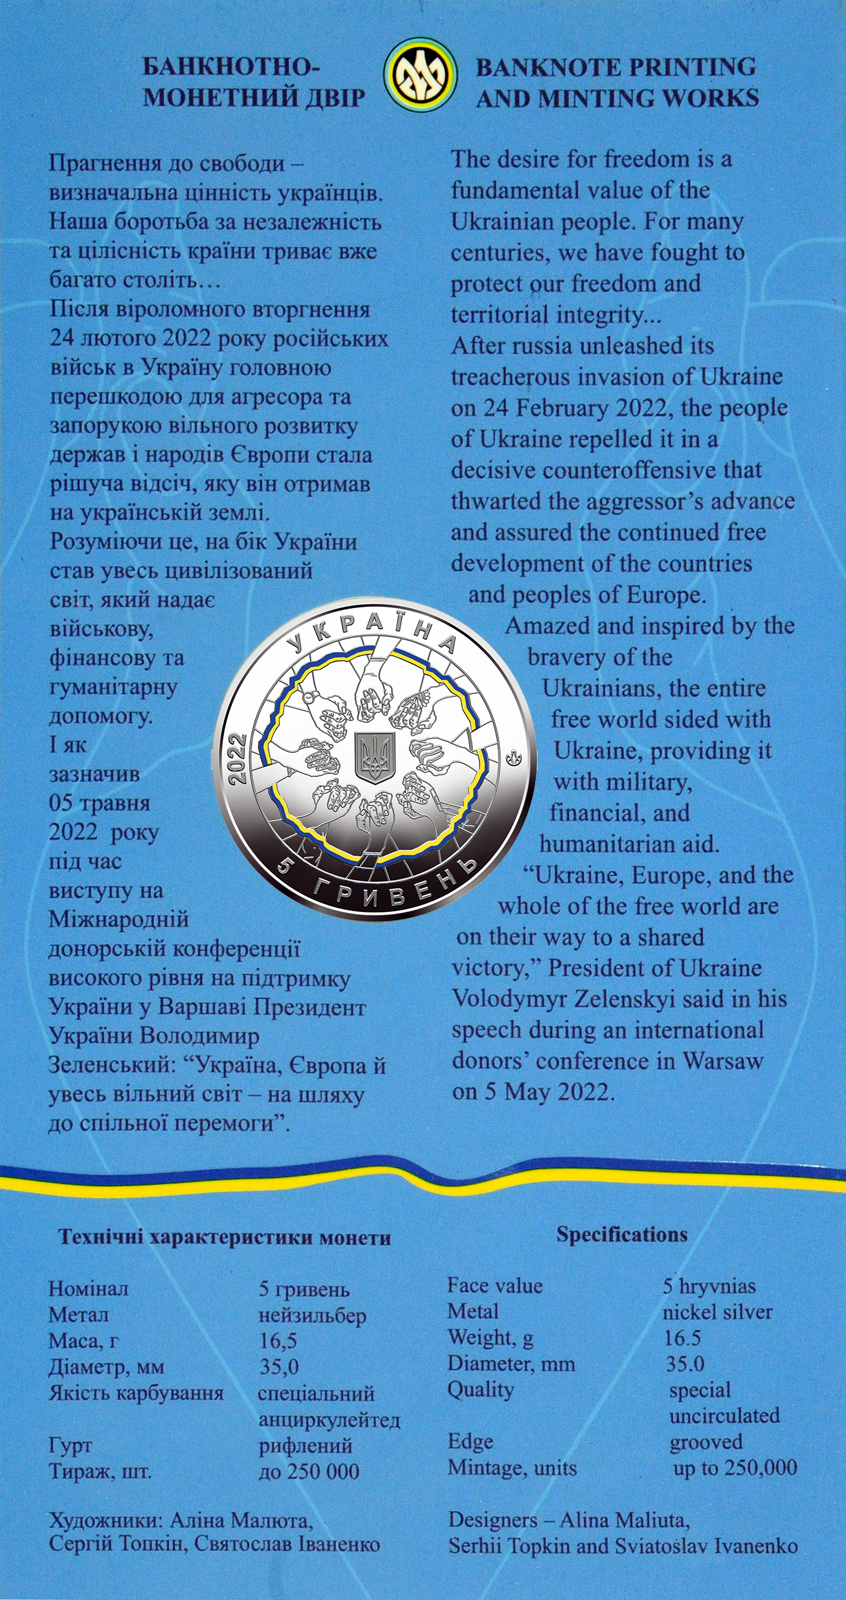 БАНКНОТНО-
МОНЕТНИЙ ДВІР
BANKNOTE PRINTING
AND MINTING WORKS
Прагнення до свободи –
визначальна цінність українців.
Наша боротьба за незалежність
та цілісність країни триває вже
багато століть…
Після віроломного вторгнення
24 лютого 2022 року російських
військ в Україну головною
перешкодою для агресора та
запорукою вільного розвитку
держав і народів Європи стала
рішуча відсіч, яку він отримав
на українській землі.
Розуміючи це, на бік України
став увесь цивілізований
світ, який надає
військову,
фінансову та
гуманітарну
допомогу.
І як
зазначив
05 травня
2022 року
під час
виступу на
Міжнародній
донорській конференції
високого рівня на підтримку
України у Варшаві Президент
України Володимир
Зеленський: “Україна, Європа й
увесь вільний світ – на шляху
до спільної перемоги”.
The desire for freedom is a
fundamental value of the
Ukrainian people. For many
centuries, we have fought to
protect our freedom and
territorial integrity...
After russia unleashed its
treacherous invasion of Ukraine
on 24 February 2022, the people
of Ukraine repelled it in a
decisive counteroffensive that
thwarted the aggressor’s advance
and assured the continued free
development of the countries
and peoples of Europe.
Amazed and inspired by the
bravery of the
Ukrainians, the entire
free world sided with
Ukraine, providing it
with military,
financial, and
humanitarian aid.
“Ukraine, Europe, and the
whole of the free world are
on their way to a shared
victory,” President of Ukraine
Volodymyr Zelenskyi said in his
speech during an international
donors’ conference in Warsaw
on 5 May 2022.
УКРАЇНА
2022
5 ГРИВЕНЬ
Технічні характеристики монети
Номінал 5 гривень
Метал нейзильбер
Маса, г 16,5
Діаметр, мм 35,0
Якість карбування спеціальний
анциркулейтед
Гурт рифлений
Тираж, шт. до 250 000
Художники: Аліна Малюта,
Сергій Топкін, Святослав Іваненко
Specifications
Face value 5 hryvnias
Metal nickel silver
Weight, g 16.5
Diameter, mm 35.0
Quality special
uncirculated
Edge grooved
Mintage, units up to 250,000
Designers – Alina Maliuta,
Serhii Topkin and Sviatoslav Ivanenko